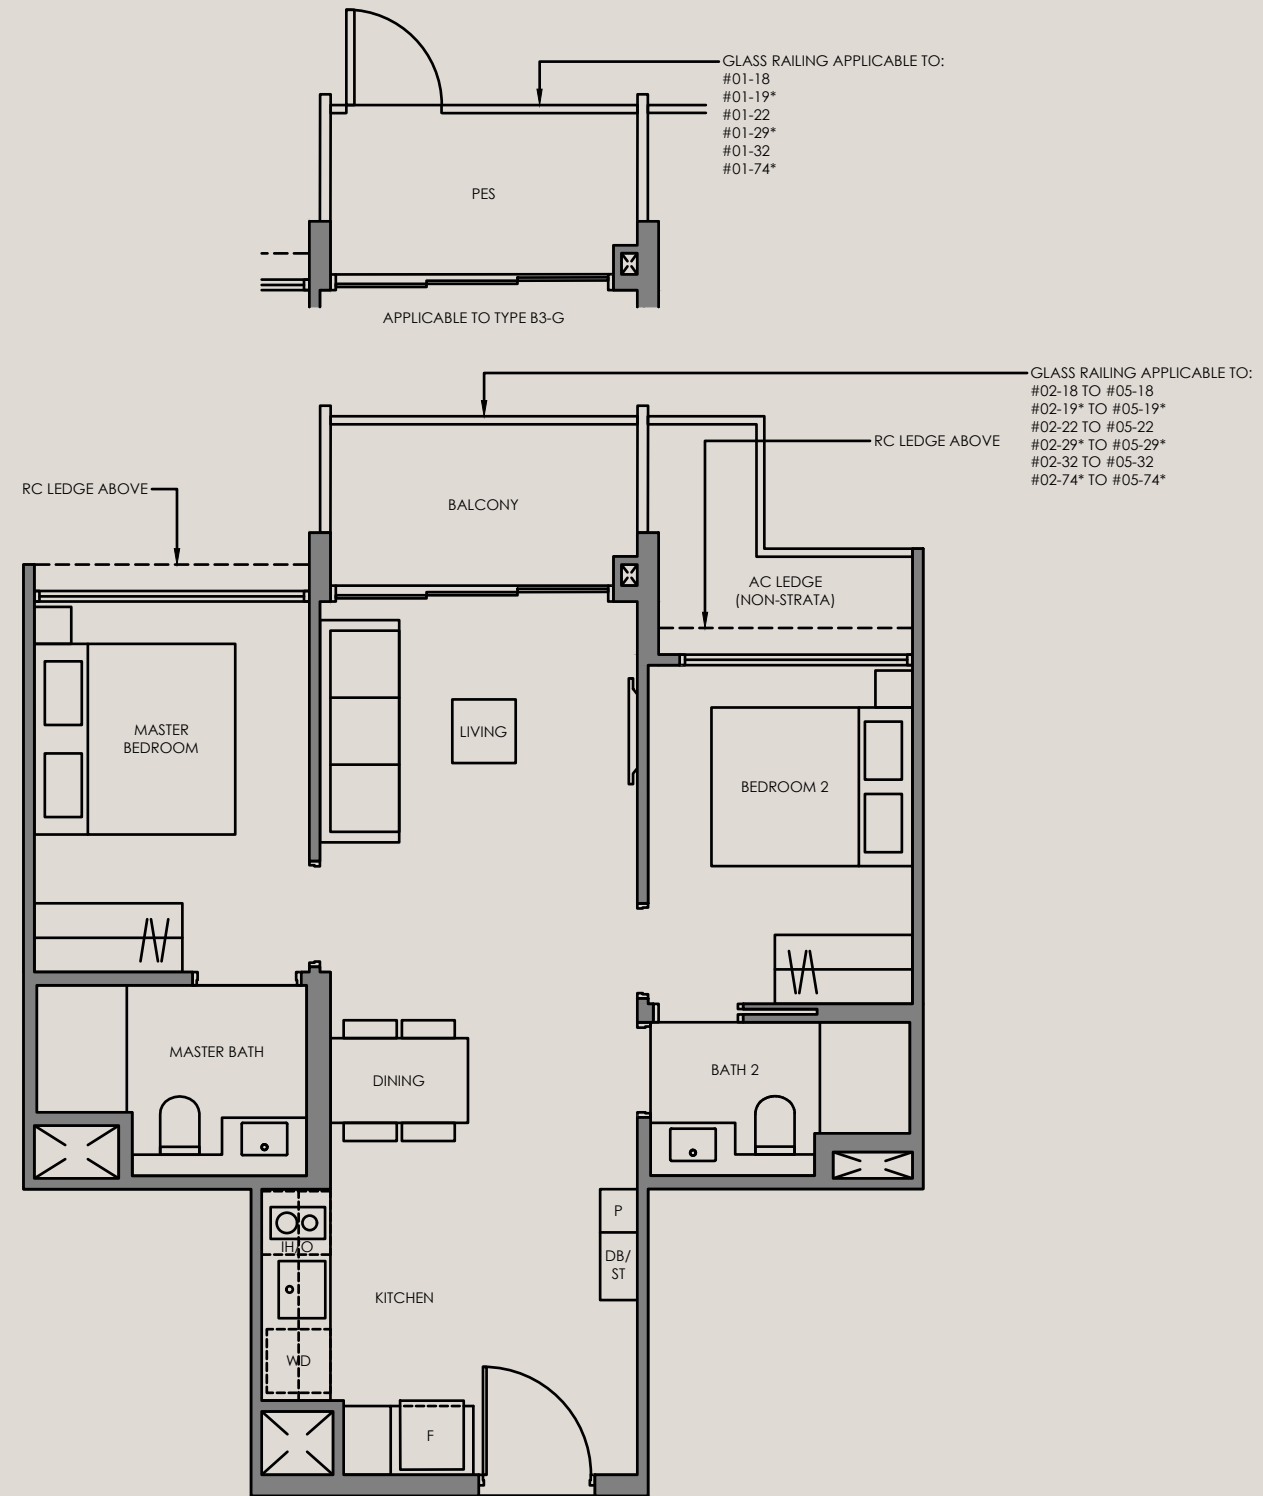 GLASS RAILING APPLICABLE TO:
#01-18
#01-19*
#01-22
#01-29*
#01-32
#01-74*
PES
APPLICABLE TO TYPE B3-G
GLASS RAILING APPLICABLE TO:
#02-18 TO #05-18
#02-19* TO #05-19*
#02-22 TO #05-22
#02-29* TO #05-29*
#02-32 TO #05-32
#02-74* TO #05-74*
RC LEDGE ABOVE
RC LEDGE ABOVE
BALCONY
AC LEDGE
(NON-STRATA)
MASTER
BEDROOM
LIVING
BEDROOM 2
MASTER BATH
DINING
BATH 2
P
IH/O
DB/
ST
KITCHEN
WD
F